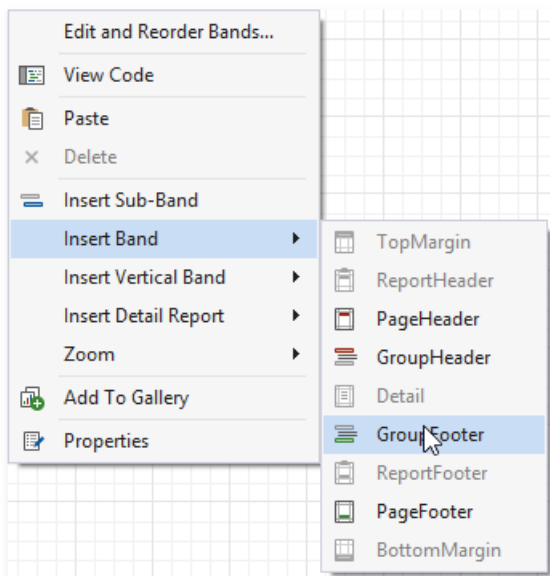 Edit and Reorder Bands...
View Code
Paste
Delete
Insert Sub-Band
Insert Band
Insert Vertical Band
Insert Detail Report
Zoom
Add To Gallery
Properties
TopMargin
ReportHeader
PageHeader
GroupHeader
Detail
GroupFooter
ReportFooter
PageFooter
BottomMargin